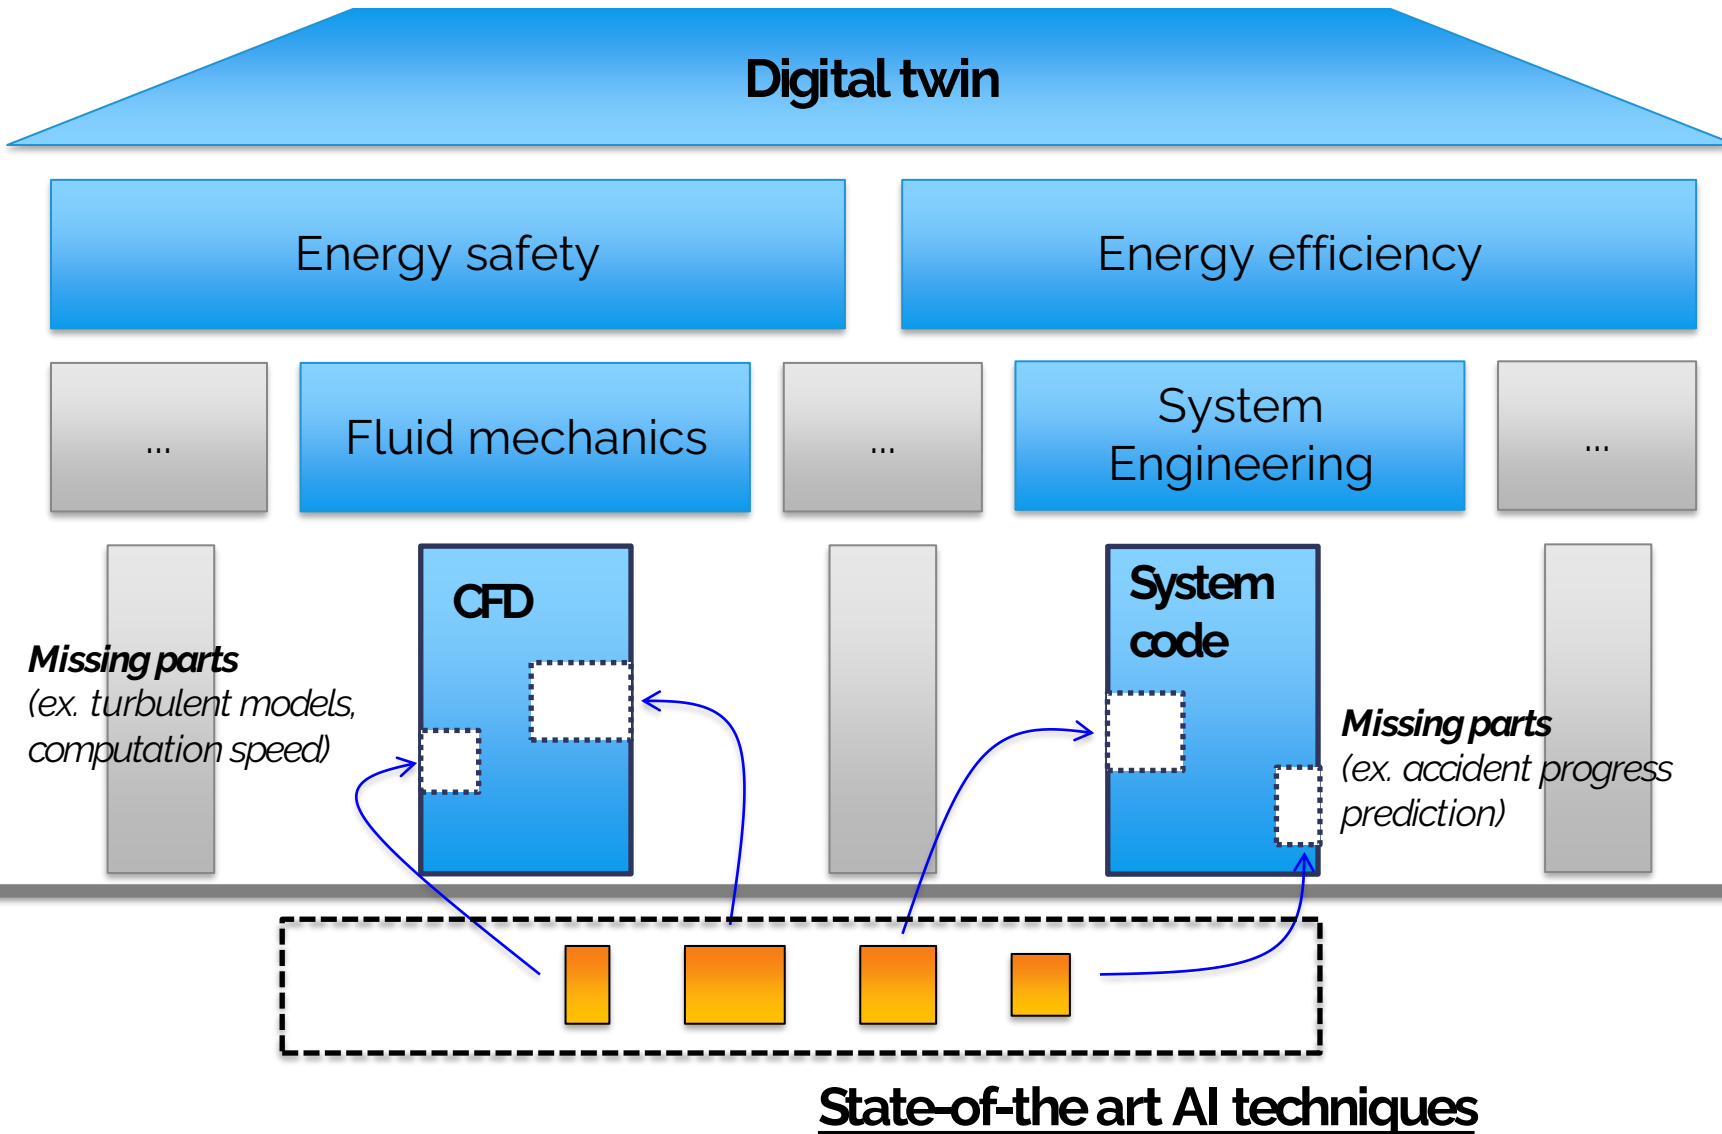 Digital twin
Energy safety
Energy efficiency
...
Fluid mechanics
...
System
Engineering
...
CFD
System
code
Missing parts
(ex. turbulent models,
computation speed)
Missing parts
(ex. accident progress
prediction)
State-of-the art AI techniques